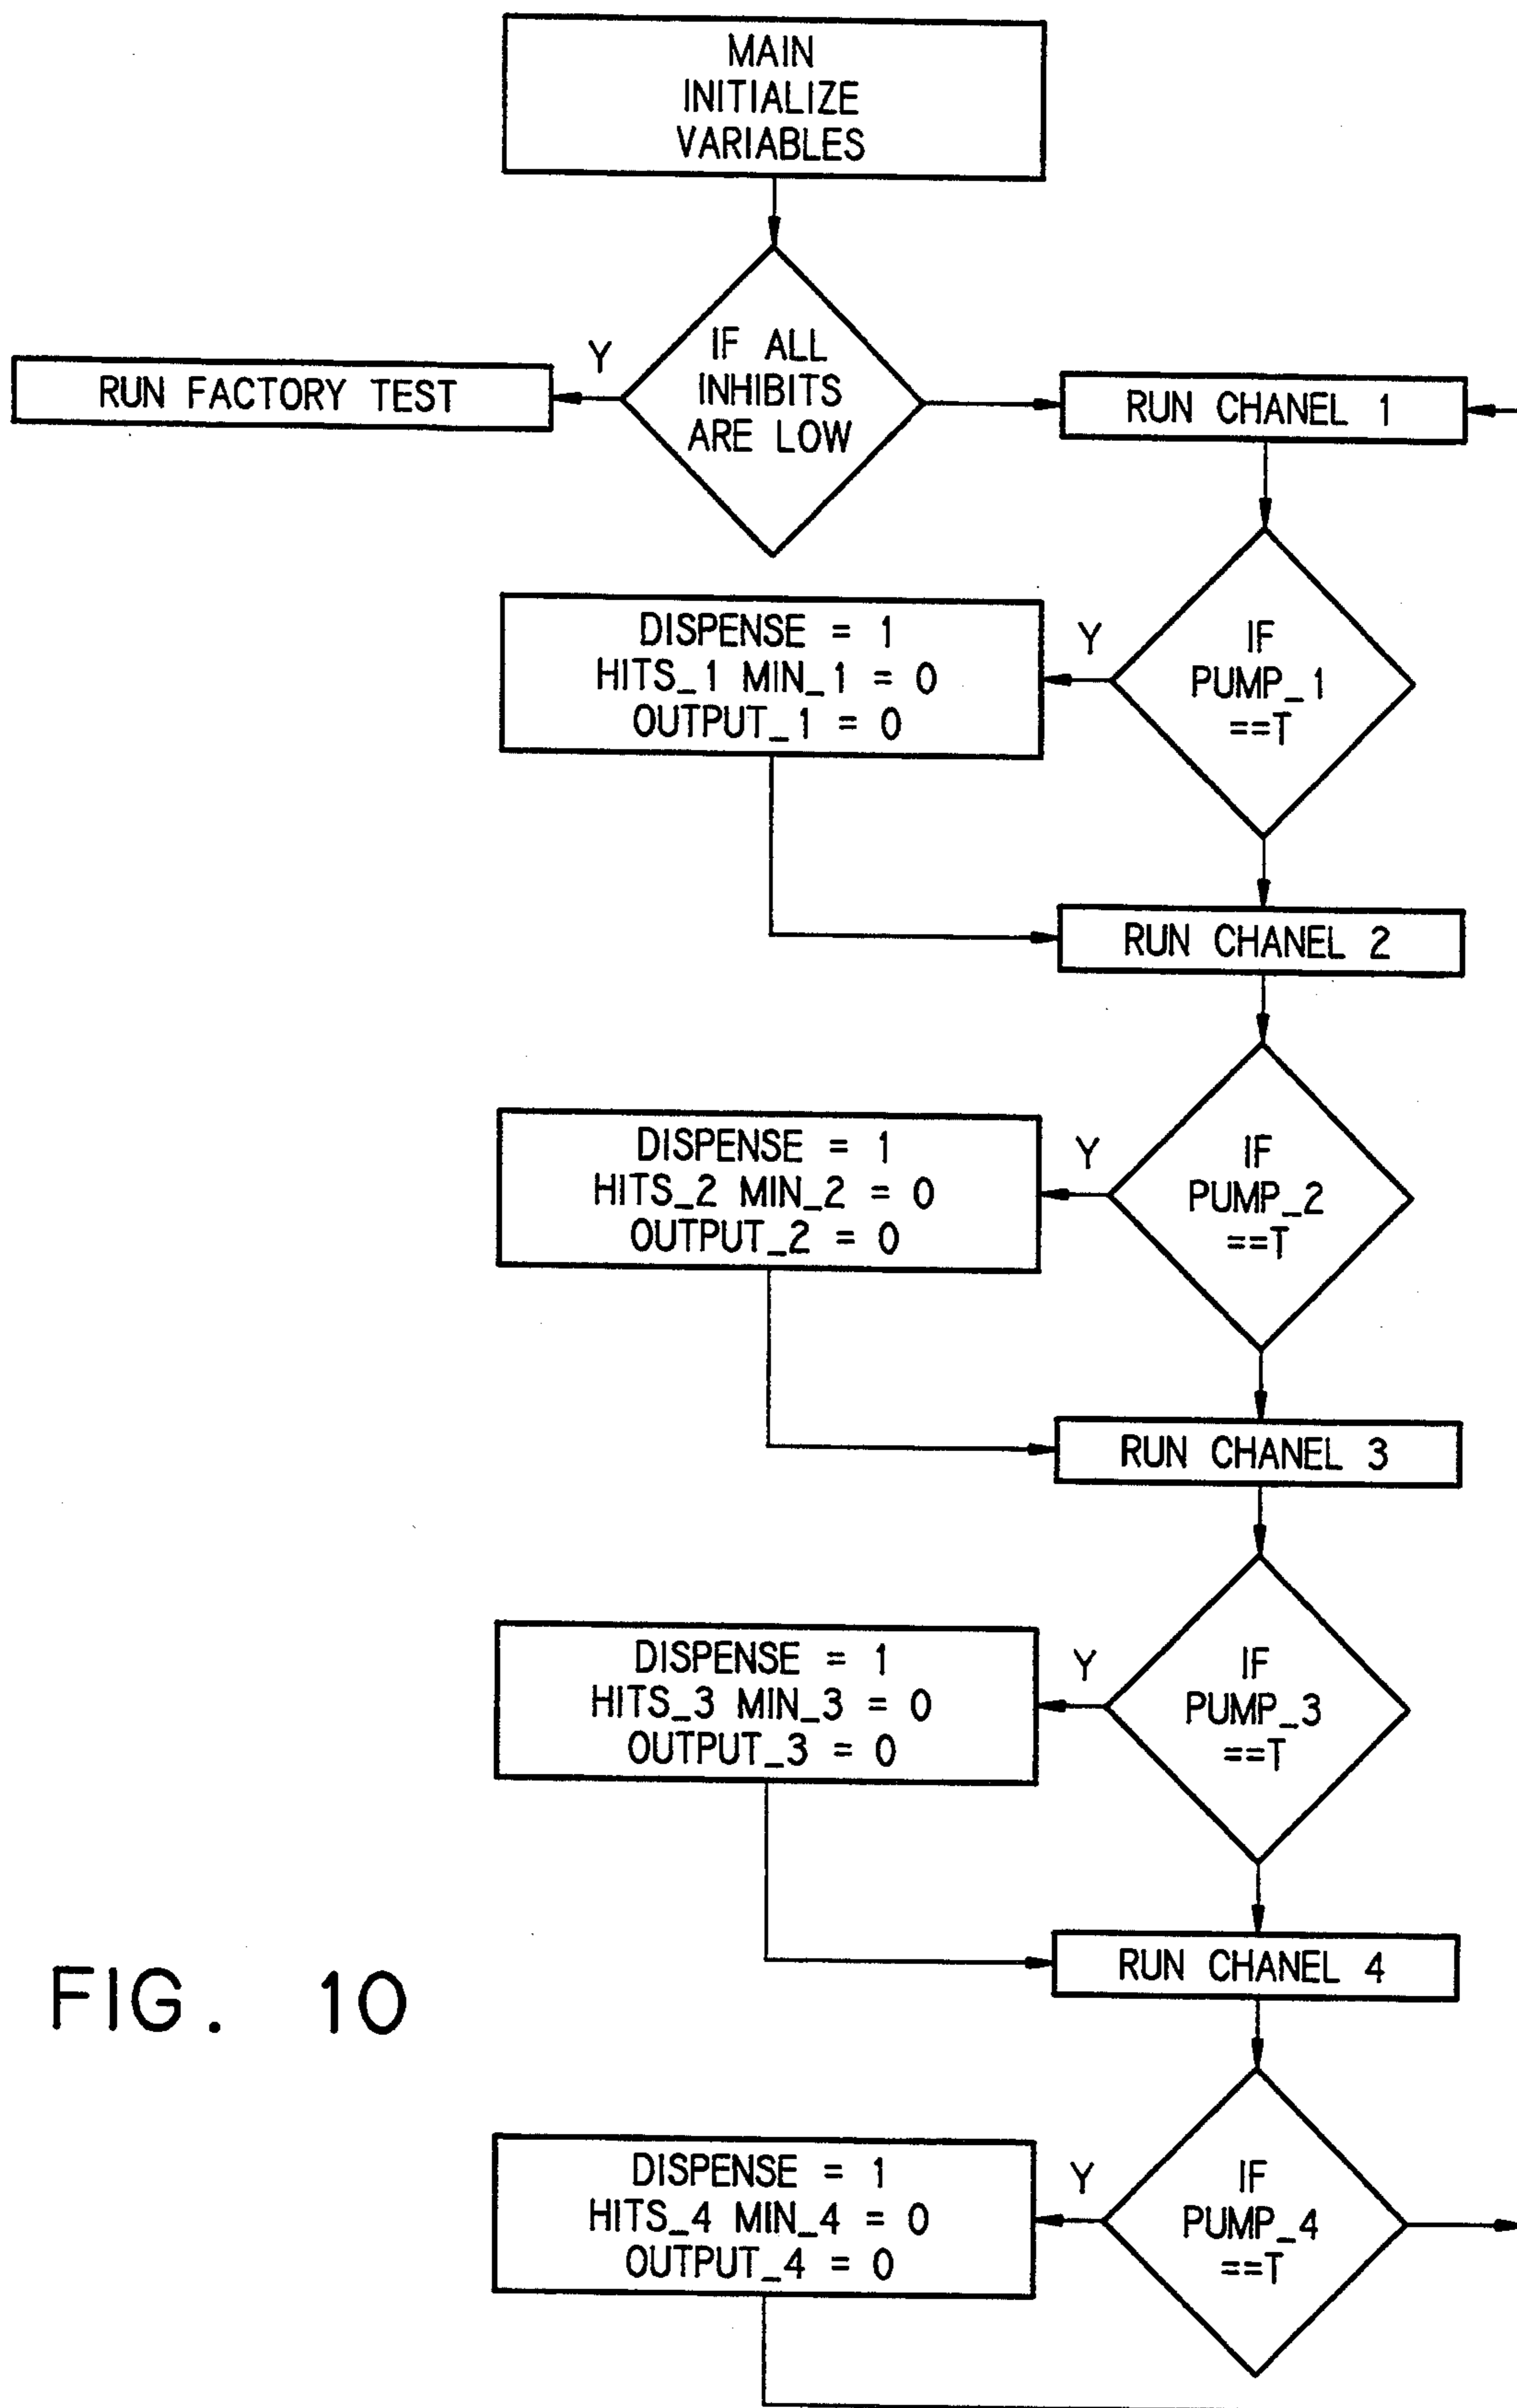 MAIN
INITIALIZE
VARIABLES
IF ALL
INHIBITS
ARE LOW
Y
RUN FACTORY TEST
RUN CHANEL 1
IF
PUMP_1
==T
Y
DISPENSE = 1
HITS_1 MIN_1 = 0
OUTPUT_1 = 0
RUN CHANEL 2
IF
PUMP_2
==T
Y
DISPENSE = 1
HITS_2 MIN_2 = 0
OUTPUT_2 = 0
RUN CHANEL 3
IF
PUMP_3
==T
Y
DISPENSE = 1
HITS_3 MIN_3 = 0
OUTPUT_3 = 0
RUN CHANEL 4
IF
PUMP_4
==T
Y
DISPENSE = 1
HITS_4 MIN_4 = 0
OUTPUT_4 = 0
FIG. 10